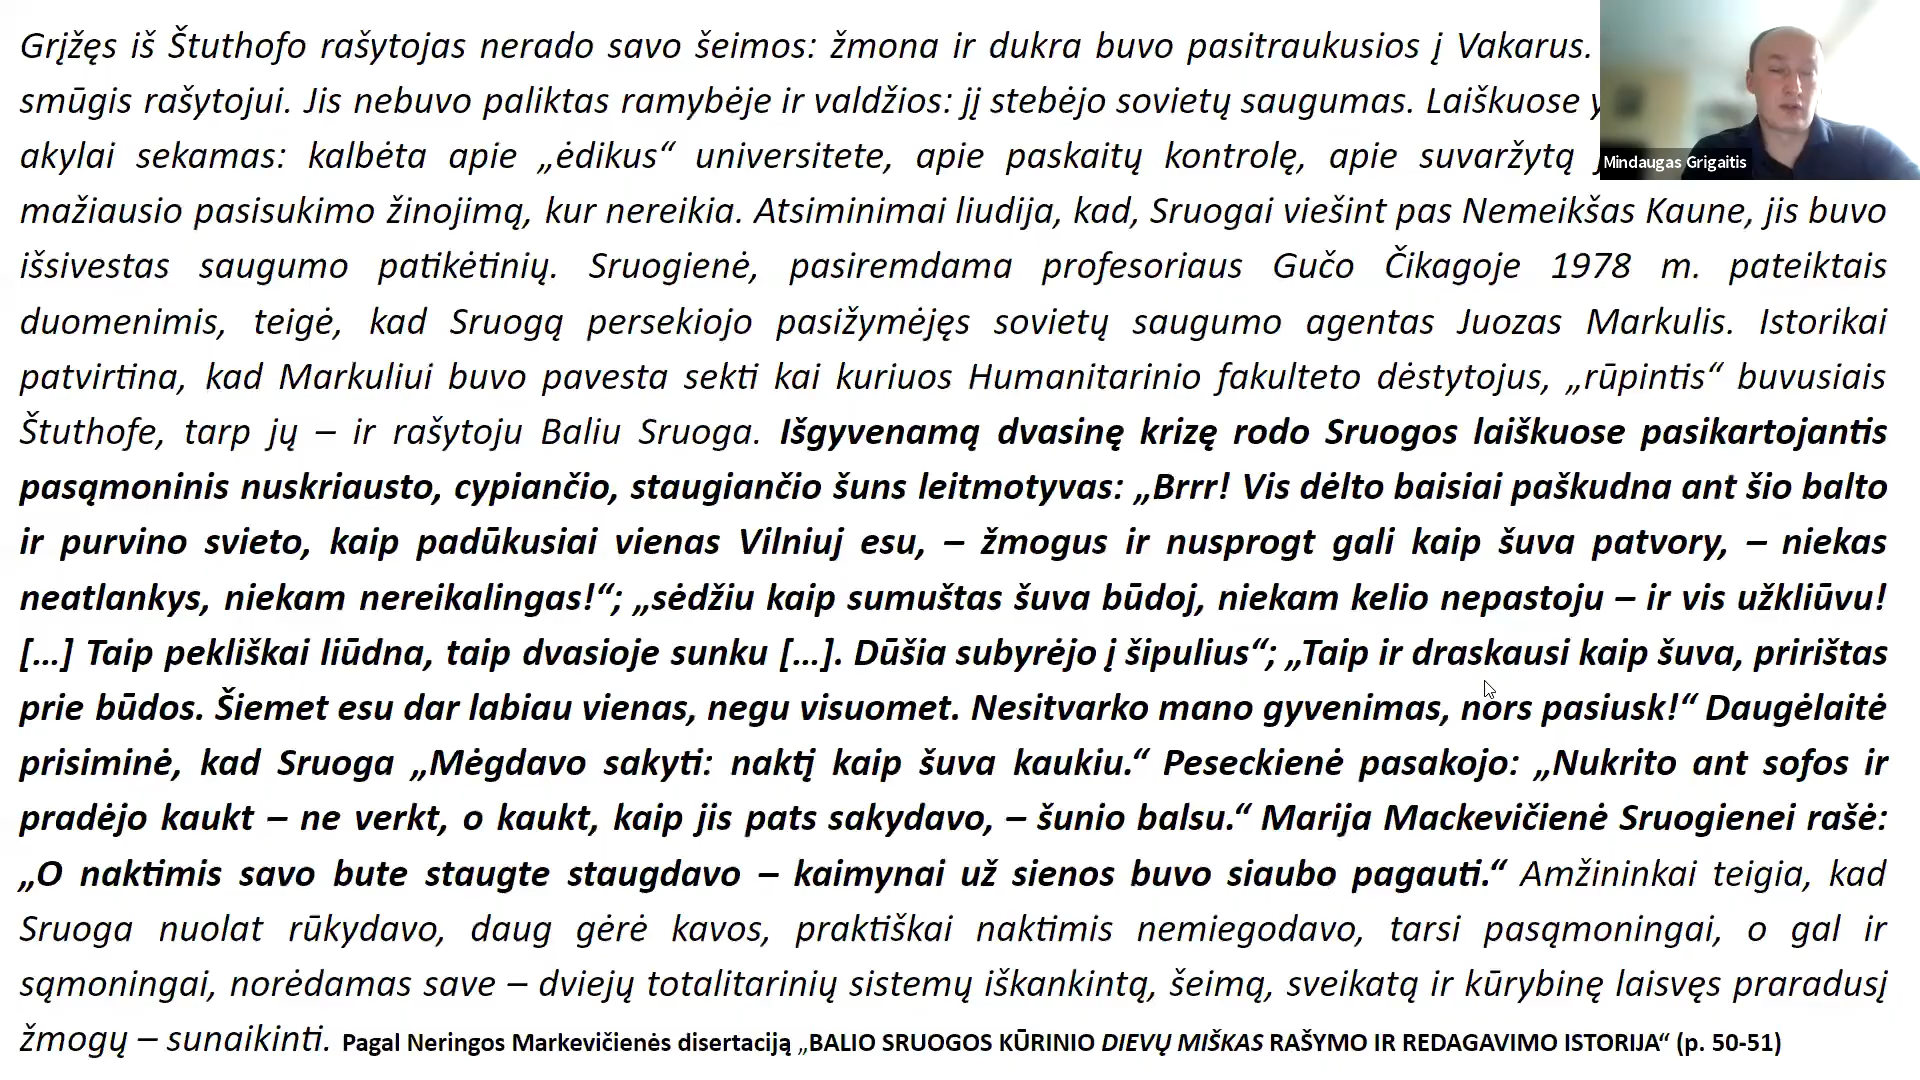 Grįžęs iš Štuthofo rašytojas nerado savo šeimos: žmona ir dukra buvo pasitraukusios į Vakarus.
smūgis rašytojui. Jis nebuvo paliktas ramybėje ir valdžios: jį stebėjo sovietų saugumas. Laiškuose
akylai sekamas: kalbėta apie „ėdikus“ universitete, apie paskaitų kontrolę, apie suvaržytą
Mindaugas Grigaitis
mažiausio pasisukimo žinojimą, kur nereikia. Atsiminimai liudija, kad, Sruogai viešint pas Nemeikšas Kaune, jis buvo
išsivestas saugumo patikėtinių. Sruogienė, pasiremdama profesoriaus Gučo Čikagoje 1978 m. pateiktais
duomenimis, teigė, kad Sruogą persekiojo pasižymėjęs sovietų saugumo agentas Juozas Markulis. Istorikai
patvirtina, kad Markuliui buvo pavesta sekti kai kuriuos Humanitarinio fakulteto dėstytojus, „rūpintis“ buvusiais
Štuthofe, tarp jų – ir rašytoju Baliu Sruoga. Išgyvenamą dvasinę krizę rodo Sruogos laiškuose pasikartojantis
pasąmoninis nuskriausto, cypiančio, staugiančio šuns leitmotyvas: „Brrr! Vis dėlto baisiai paškudna ant šio balto
ir purvino svieto, kaip padūkusiai vienas Vilniuj esu, – žmogus ir nusprogt gali kaip šuva patvory, – niekas
neatlankys, niekam nereikalingas!“; „sėdžiu kaip sumuštas šuva būdoj, niekam kelio nepastoju – ir vis užkliūvu!
[…] Taip pekliškai liūdna, taip dvasioje sunku […]. Dūšia subyrėjo į šipulius“; „Taip ir draskausi kaip šuva, pririštas
prie būdos. Šiemet esu dar labiau vienas, negu visuomet. Nesitvarko mano gyvenimas, nors pasiusk!“ Daugėlaitė
prisiminė, kad Sruoga „Mėgdavo sakyti: naktį kaip šuva kaukiu.“ Peseckienė pasakojo: „Nukrito ant sofos ir
pradėjo kaukt – ne verkt, o kaukt, kaip jis pats sakydavo, – šunio balsu.“ Marija Mackevičienė Sruogienei rašė:
„O naktimis savo bute staugte staugdavo – kaimynai už sienos buvo siaubo pagauti.“ Amžininkai teigia, kad
Sruoga nuolat rūkydavo, daug gėrė kavos, praktiškai naktimis nemiegodavo, tarsi pasąmoningai, o gal ir
sąmoningai, norėdamas save – dviejų totalitarinių sistemų iškankintą, šeimą, sveikatą ir kūrybinę laisvęs praradusį
žmogų – sunaikinti. Pagal Neringos Markevičienės disertaciją „BALIO SRUOGOS KŪRINIO DIEVŲ MIŠKAS RAŠYMO IR REDAGAVIMO ISTORIJA“ (p. 50-51)